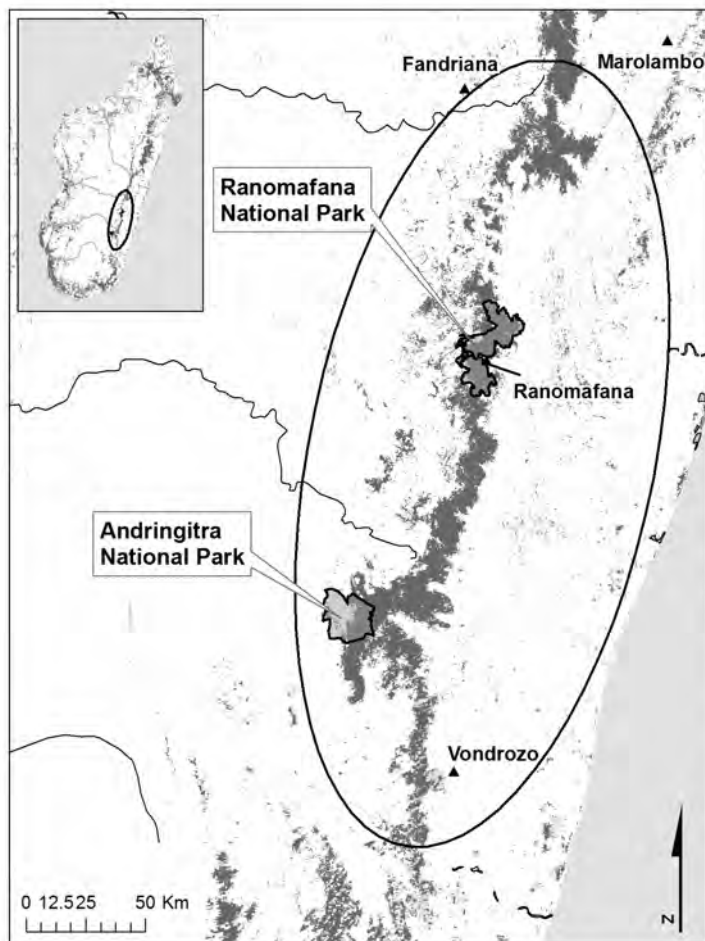 Fandriana
Marolambo
Ranomafana
National Park
Ranomafana
Andringitra
National Park
Vondrozo
0 12.525 50 Km
N